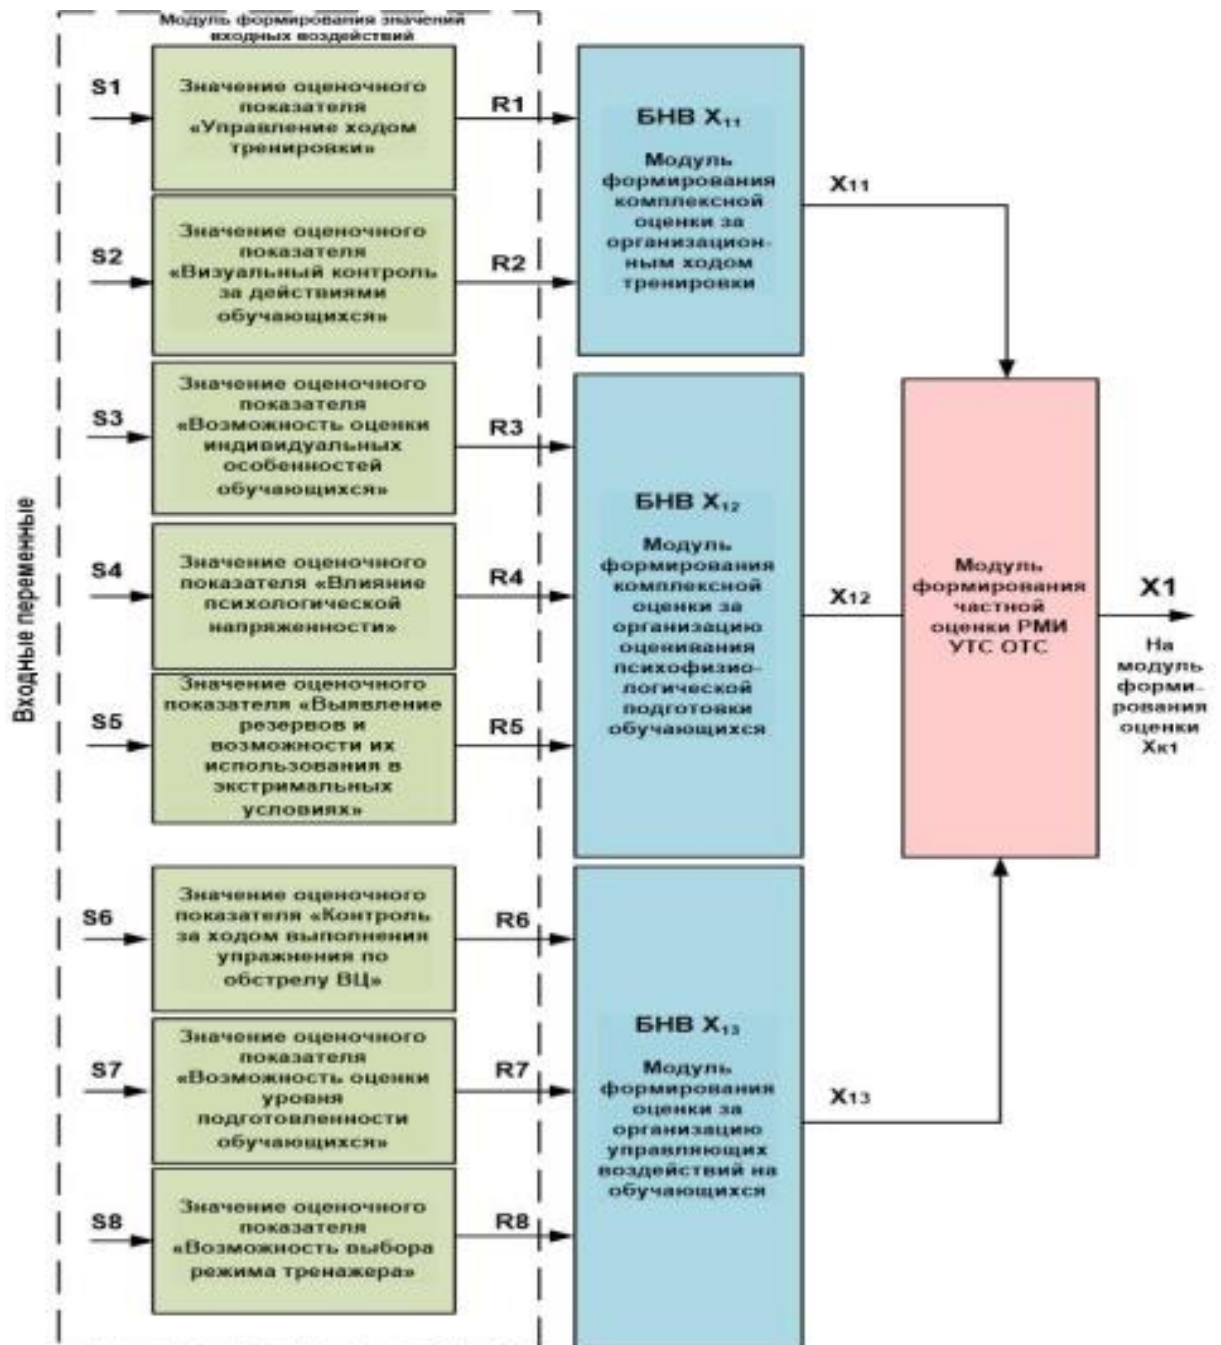 Модуль формирования значений
входных воздействий
Входные переменные
S1
Значение оценочного
показателя
«Управление ходом
тренировки»
R1
S2
Значение оценочного
показателя
«Визуальный контроль
за действиями
обучающихся»
R2
S3
Значение оценочного
показателя
«Возможность оценки
индивидуальных
особенностей
обучающихся»
R3
S4
Значение оценочного
показателя «Влияние
психологической
напряженности»
R4
S5
Значение оценочного
показателя «Выявление
резервов и
возможности их
использования в
экстримальных
условиях»
R5
S6
Значение оценочного
показателя «Контроль
за ходом выполнения
упражнения по
обстрелу ВЦ»
R6
S7
Значение оценочного
показателя
«Возможность оценки
уровня
подготовленности
обучающихся»
R7
S8
Значение оценочного
показателя
«Возможность выбора
режима тренажера»
R8
БНВ X11
Модуль
формирования
комплексной
оценки за
организацион-
ным ходом
тренировки
X11
БНВ X12
Модуль
формирования
комплексной
оценки за
организацию
оценивания
психофизио-
логической
подготовки
обучающихся
X12
БНВ X13
Модуль
формирования
оценки за
организацию
управляющих
воздействий на
обучающихся
X13
Модуль
формирования
частной
оценки РМИ
УТС ОТС
X1
На
модуль
форми-
рования
оценки
Xк1